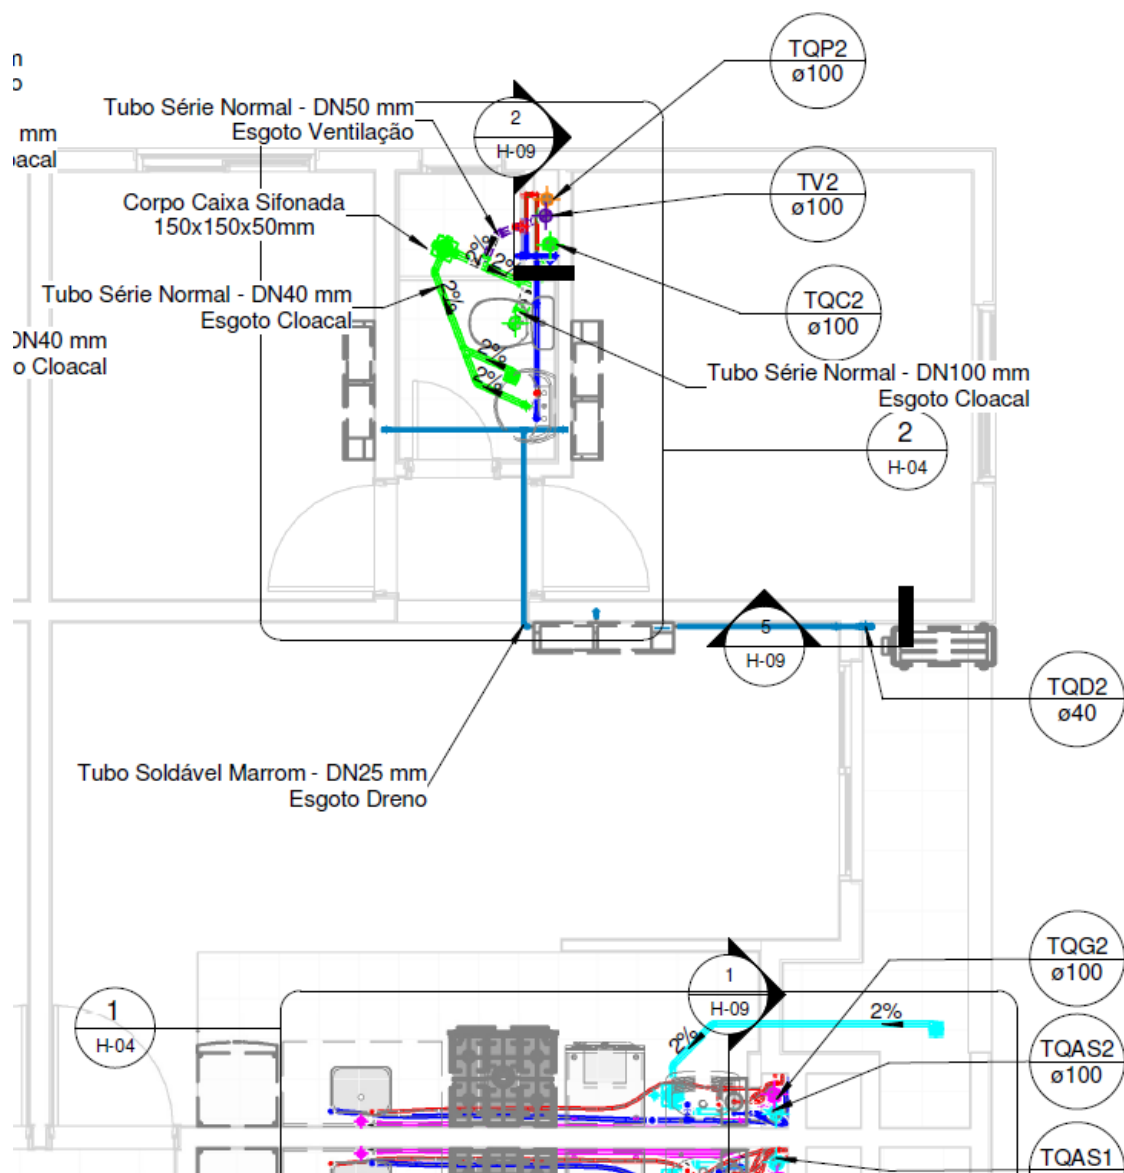 TQP2
ø100
Tubo Série Normal - DN50 mm
Esgoto Ventilação
2
H-09
mm
TV2
ø100
Corpo Caixa Sifonada
150x150x50mm
2%
2%
2%
Tubo Série Normal - DN40 mm
Esgoto Cloacal
2%
TQC2
ø100
DN40 mm
o Cloacal
2%
2%
Tubo Série Normal - DN100 mm
Esgoto Cloacal
2
H-04
5
H-09
TQD2
ø40
Tubo Soldável Marrom - DN25 mm
Esgoto Dreno
TQG2
ø100
1
H-09
1
H-04
2%
2%
TQAS2
ø100
TQAS1